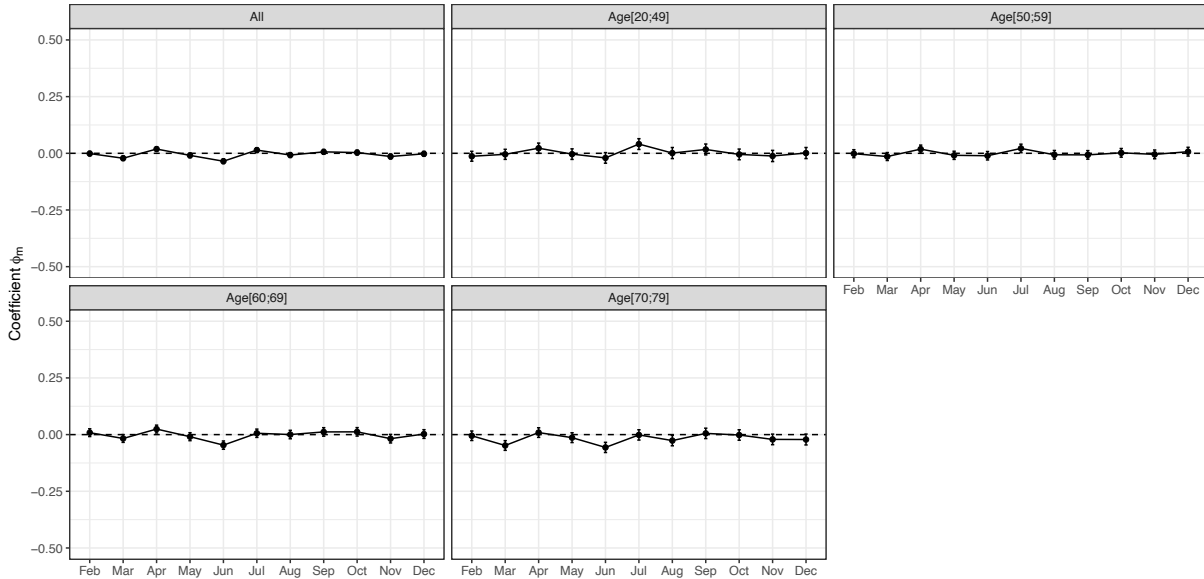 All
Age[20;49]
Age[50;59]
0.50
0.25
0.00
−0.25
−0.50
Feb Mar Apr May Jun Jul Aug Sep Oct Nov Dec
Age[60;69]
Age[70;79]
0.50
0.25
0.00
−0.25
−0.50
Feb Mar Apr May Jun Jul Aug Sep Oct Nov Dec
Feb Mar Apr May Jun Jul Aug Sep Oct Nov Dec
Coefficient ϕm